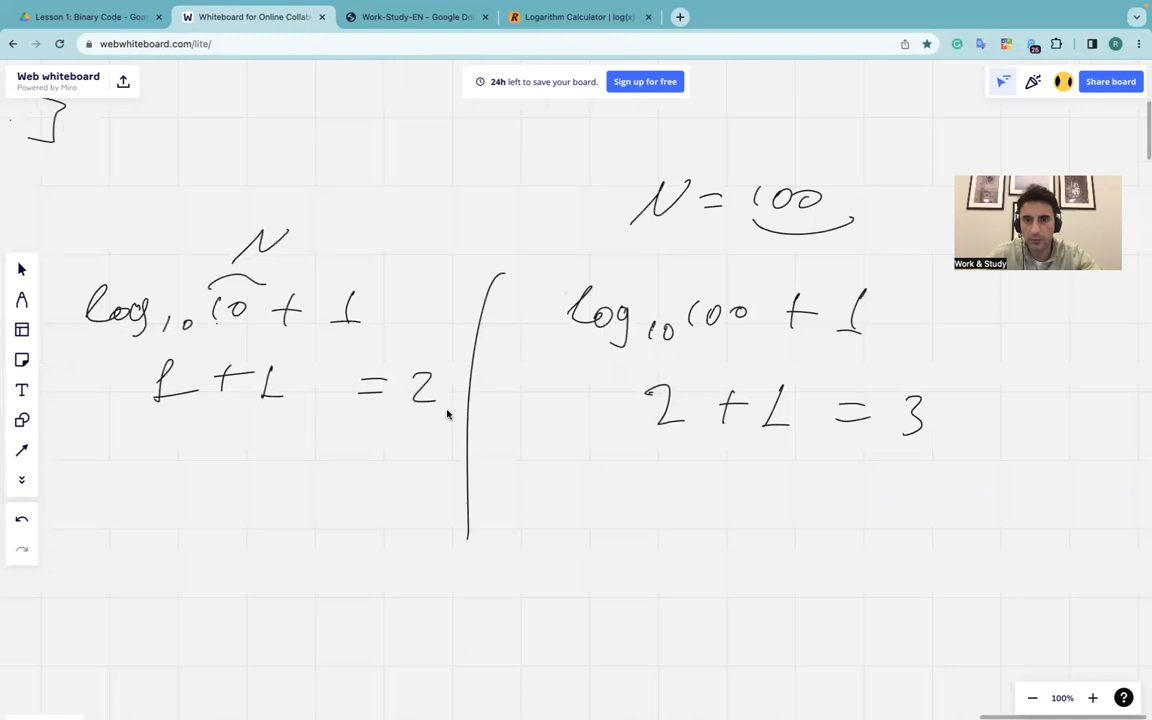 Lesson 1: Binary Code - Goo
Whiteboard for Online Collab
Work-Study-EN - Google Do
Logarithm Calculator | log(x)
webwhiteboard.com/lite/
25
R
Web whiteboard
Powered by Miro
24h left to save your board.
Sign up for free
Share board
]
N = 100
Work & Study
N
log₁₀ 10 + 1
log₁₀ 100 + 1
1 + 1 = 2
2 + 1 = 3
100%